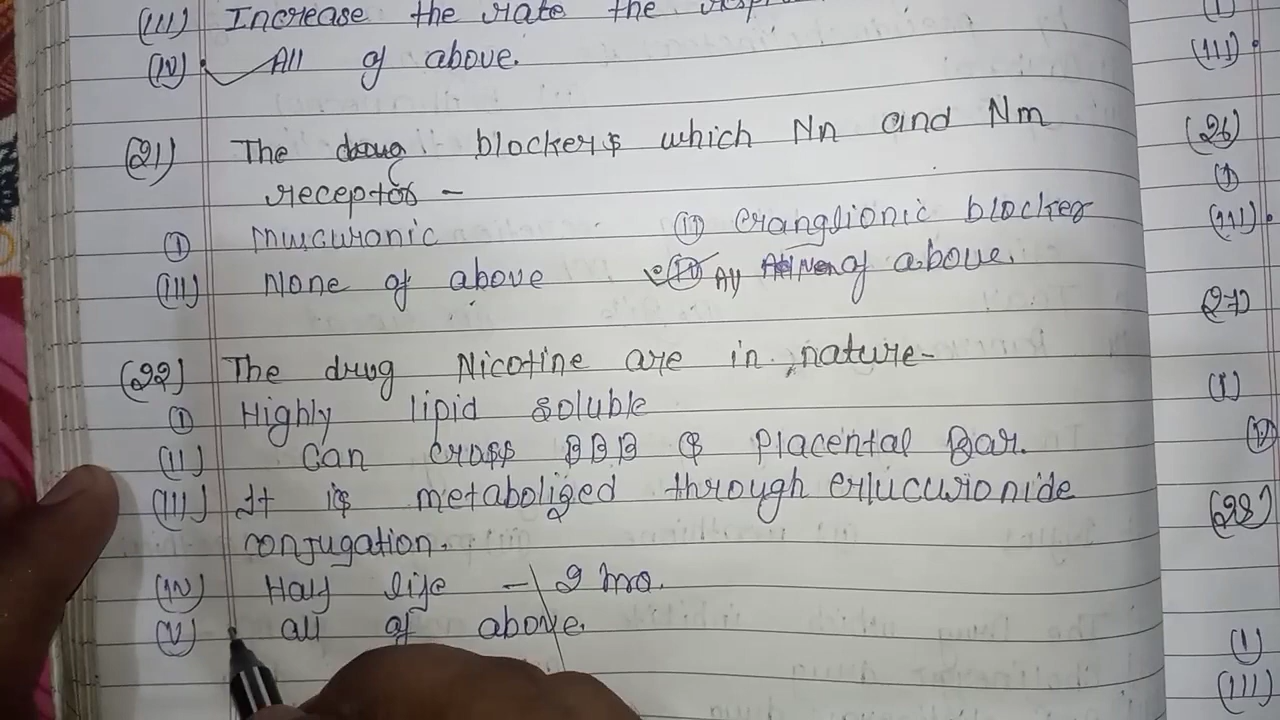 (III) Increase the rate the resp
(IV) All of above.
(21) The drug blockers which Nn and Nm
receptors -
(I) Muscuronic (II) Ganglionic blocker
(III) None of above (IV) All of above.
(22) The drug Nicotine are in nature-
(I) Highly lipid soluble
(II) Can cross BBB & Placental Bar.
(III) It is metabolized through Glucuronide
conjugation.
(IV) Half life -
(V) all of above.
(I)
(III)
(26)
(I)
(III)
(27)
(I)
(28)
(I)
(III)